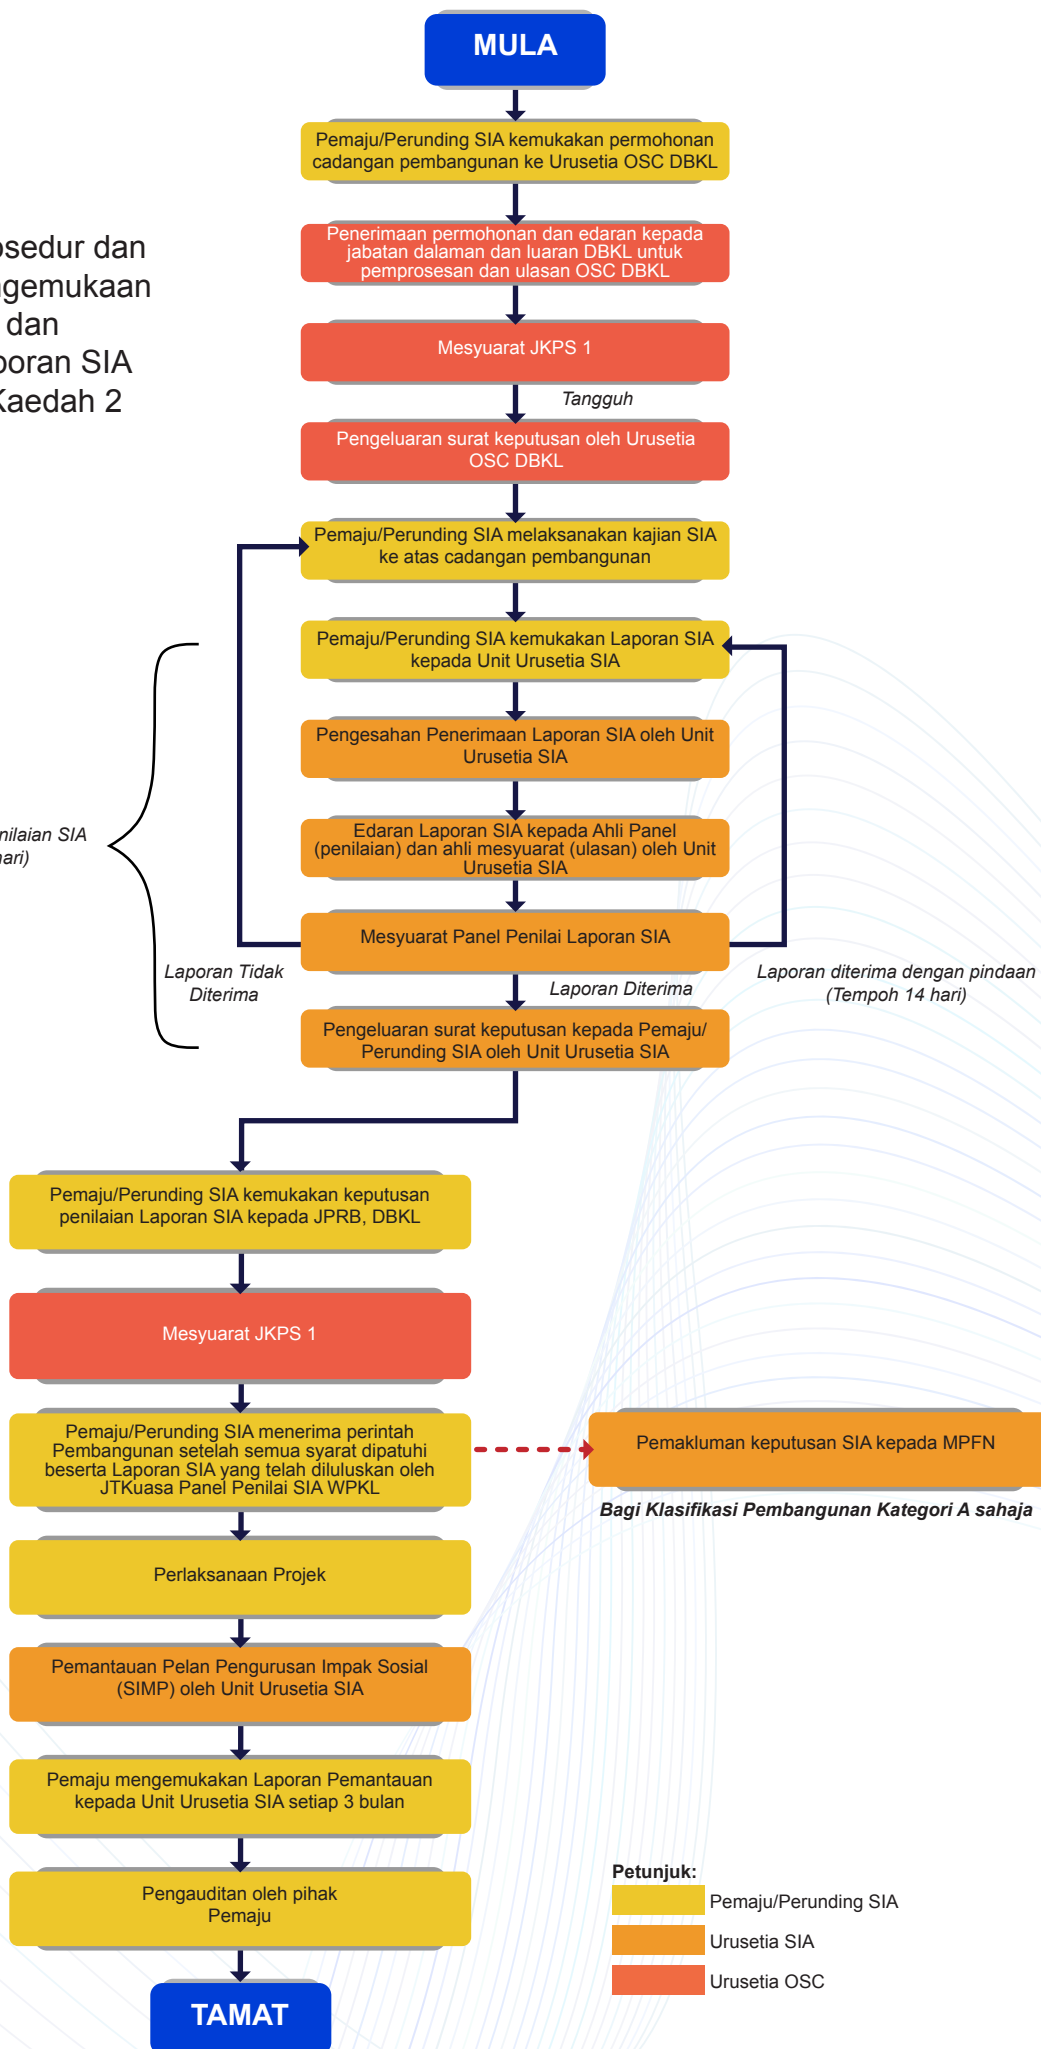 MULA
Pemaju/Perunding SIA kemukakan permohonan
cadangan pembangunan ke Urusetia OSC DBKL
Penerimaan permohonan dan edaran kepada
jabatan dalaman dan luaran DBKL untuk
pemprosesan dan ulasan OSC DBKL
dan
dan
poran SIA
Kaedah 2
Mesyuarat JKPS 1
Tangguh
Pengeluaran surat keputusan oleh Urusetia
OSC DBKL
Pemaju/Perunding SIA melaksanakan kajian SIA
ke atas cadangan pembangunan
Pemaju/Perunding SIA kemukakan Laporan SIA
kepada Unit Urusetia SIA
Pengesahan Penerimaan Laporan SIA oleh Unit
Urusetia SIA
Edaran Laporan SIA kepada Ahli Panel
(penilaian) dan ahli mesyuarat (ulasan) oleh Unit
Urusetia SIA
nilaian SIA
hari)
Mesyuarat Panel Penilai Laporan SIA
Laporan Tidak
Diterima
Laporan Diterima
Laporan diterima dengan pindaan
(Tempoh 14 hari)
Pengeluaran surat keputusan kepada Pemaju/
Perunding SIA oleh Unit Urusetia SIA
Pemaju/Perunding SIA kemukakan keputusan
penilaian Laporan SIA kepada JPRB, DBKL
Mesyuarat JKPS 1
Pemaju/Perunding SIA menerima perintah
Pembangunan setelah semua syarat dipatuhi
beserta Laporan SIA yang telah diluluskan oleh
JTKuasa Panel Penilai SIA WPKL
Pemakluman keputusan SIA kepada MPFN
Bagi Klasifikasi Pembangunan Kategori A sahaja
Perlaksanaan Projek
Pemantauan Pelan Pengurusan Impak Sosial
(SIMP) oleh Unit Urusetia SIA
Pemaju mengemukakan Laporan Pemantauan
kepada Unit Urusetia SIA setiap 3 bulan
Pengauditan oleh pihak
Pemaju
TAMAT
Petunjuk:
Pemaju/Perunding SIA
Urusetia SIA
Urusetia OSC